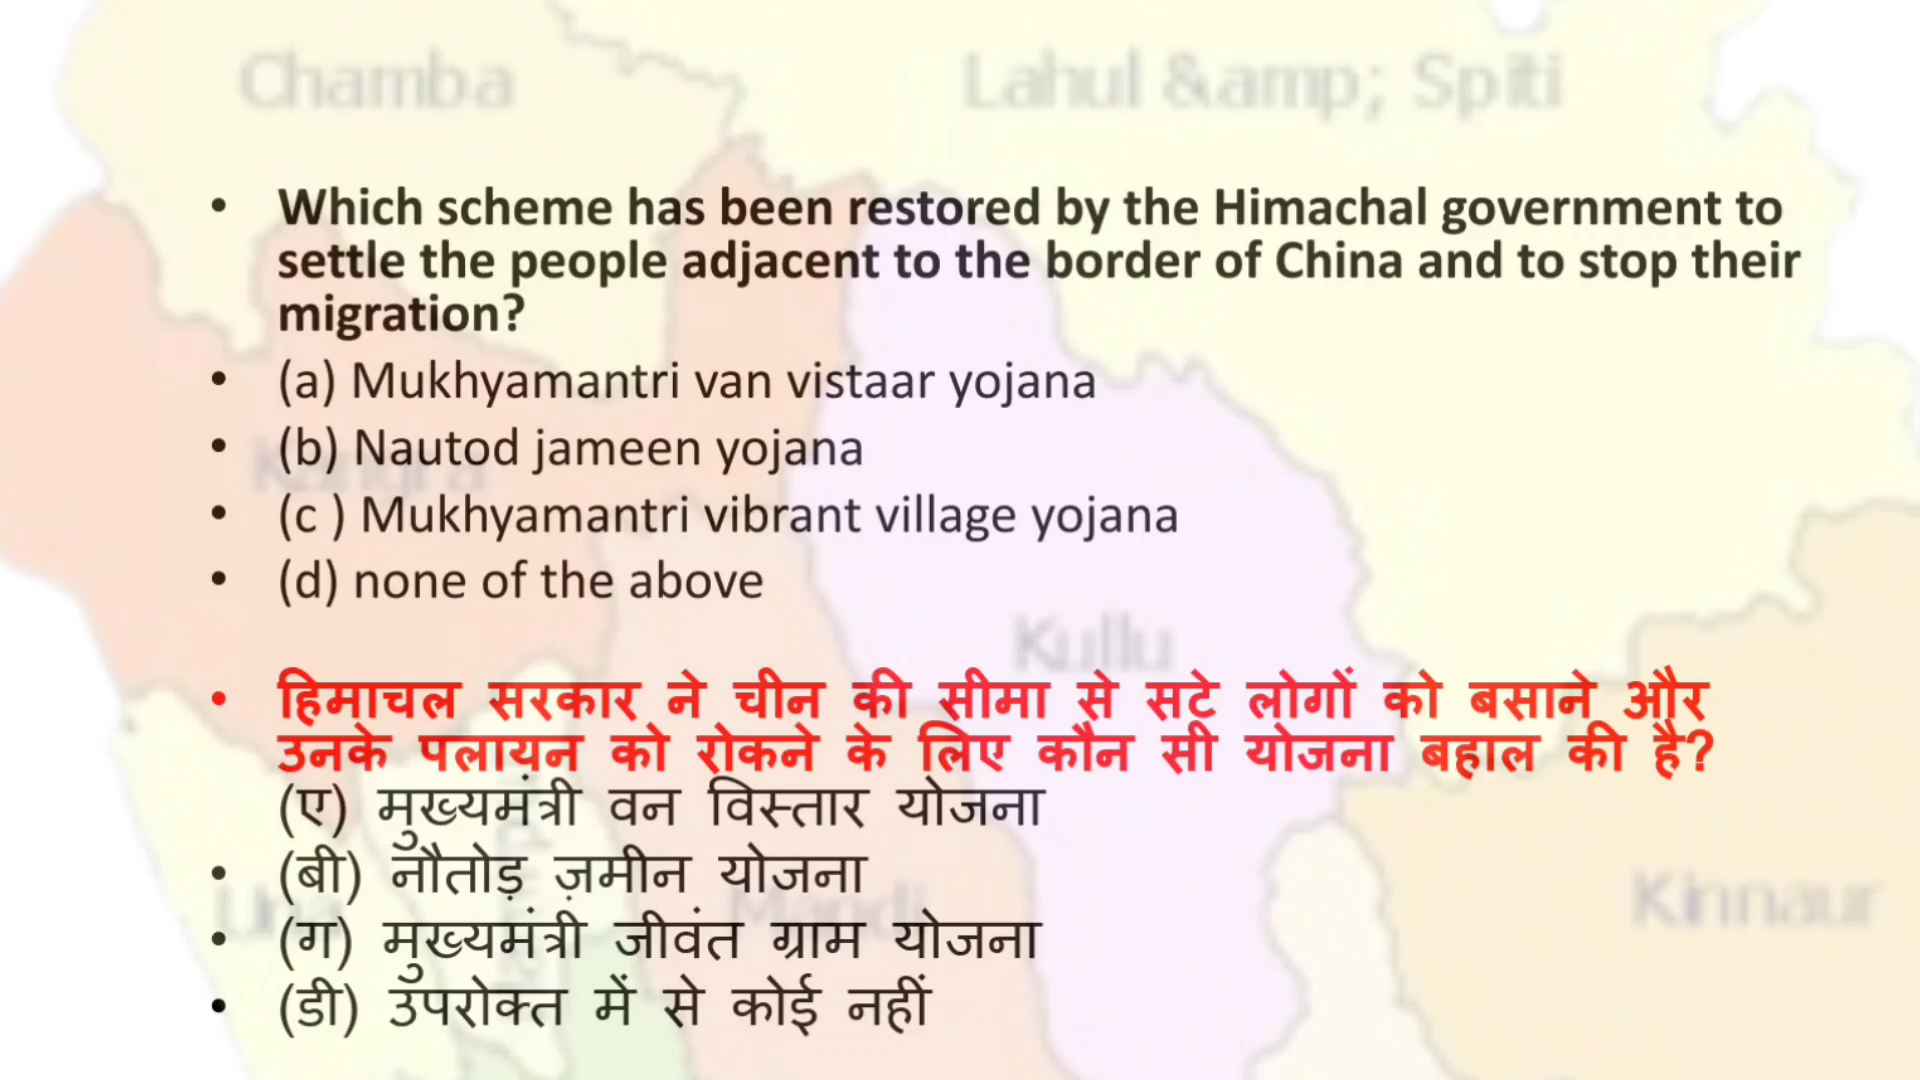 Chamba
Lahul &amp; Spiti
• Which scheme has been restored by the Himachal government to
settle the people adjacent to the border of China and to stop their
migration?
• (a) Mukhyamantri van vistaar yojana
• (b) Nautod jameen yojana
Kangra
• (c ) Mukhyamantri vibrant village yojana
• (d) none of the above
Kullu
• हिमाचल सरकार ने चीन की सीमा से सटे लोगों को बसाने और
उनके पलायन को रोकने के लिए कौन सी योजना बहाल की है?
(ए) मुख्यमंत्री वन विस्तार योजना
• (बी) नौतोड़ ज़मीन योजना
Una
Mandi
Kinnaur
• (ग) मुख्यमंत्री जीवंत ग्राम योजना
• (डी) उपरोक्त में से कोई नहीं